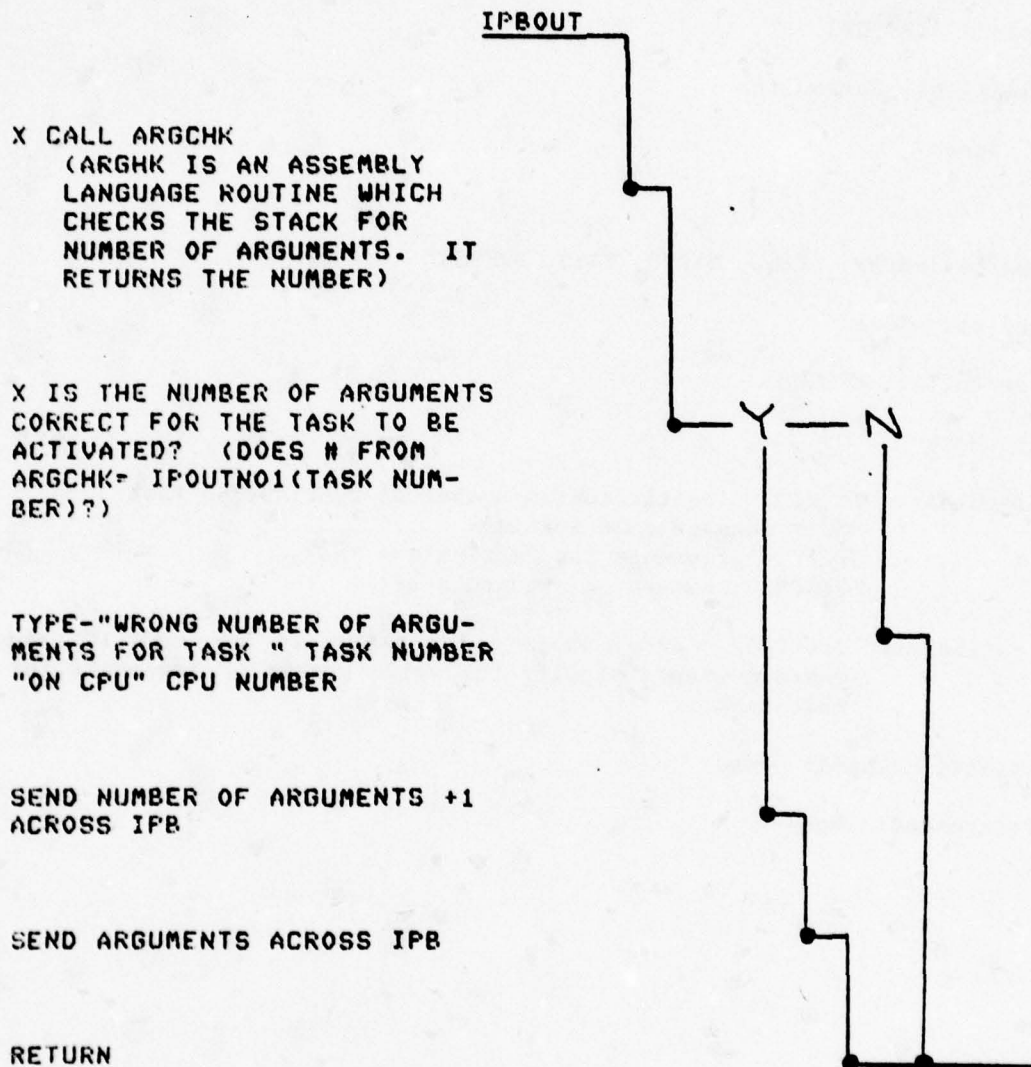 IPBOUT
X CALL ARGCHK
(ARGHK IS AN ASSEMBLY
LANGUAGE ROUTINE WHICH
CHECKS THE STACK FOR
NUMBER OF ARGUMENTS. IT
RETURNS THE NUMBER)
X IS THE NUMBER OF ARGUMENTS
CORRECT FOR THE TASK TO BE
ACTIVATED? (DOES # FROM
ARGCHK= IPOUTNO1(TASK NUM-
BER)?)
Y N
TYPE-"WRONG NUMBER OF ARGU-
MENTS FOR TASK " TASK NUMBER
"ON CPU" CPU NUMBER
SEND NUMBER OF ARGUMENTS +1
ACROSS IPB
SEND ARGUMENTS ACROSS IPB
RETURN